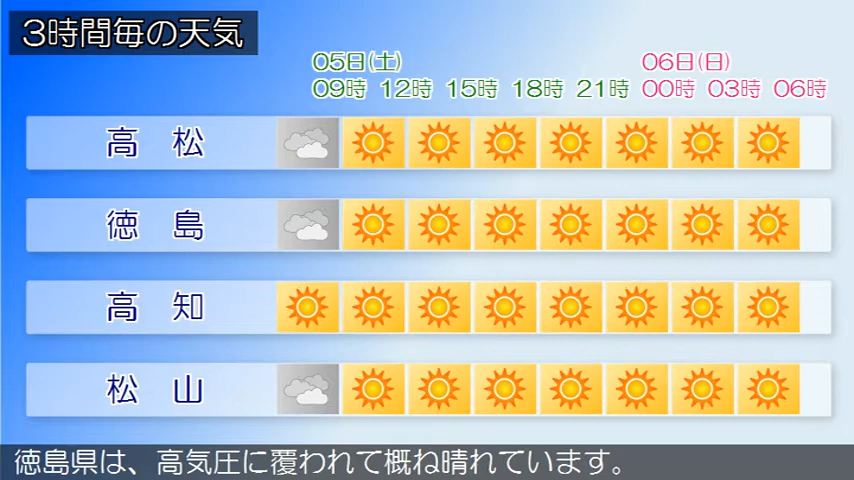 3時間毎の天気
05日(土) 06日(日)
09時 12時 15時 18時 21時 00時 03時 06時
高 松
徳 島
高 知
松 山
徳島県は、高気圧に覆われて概ね晴れています。